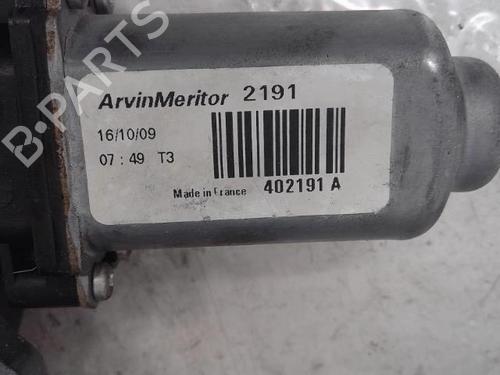 B-PARTS
ArvinMeritor 2191
16/10/09
07 : 49 T3
Made in France 402191 A